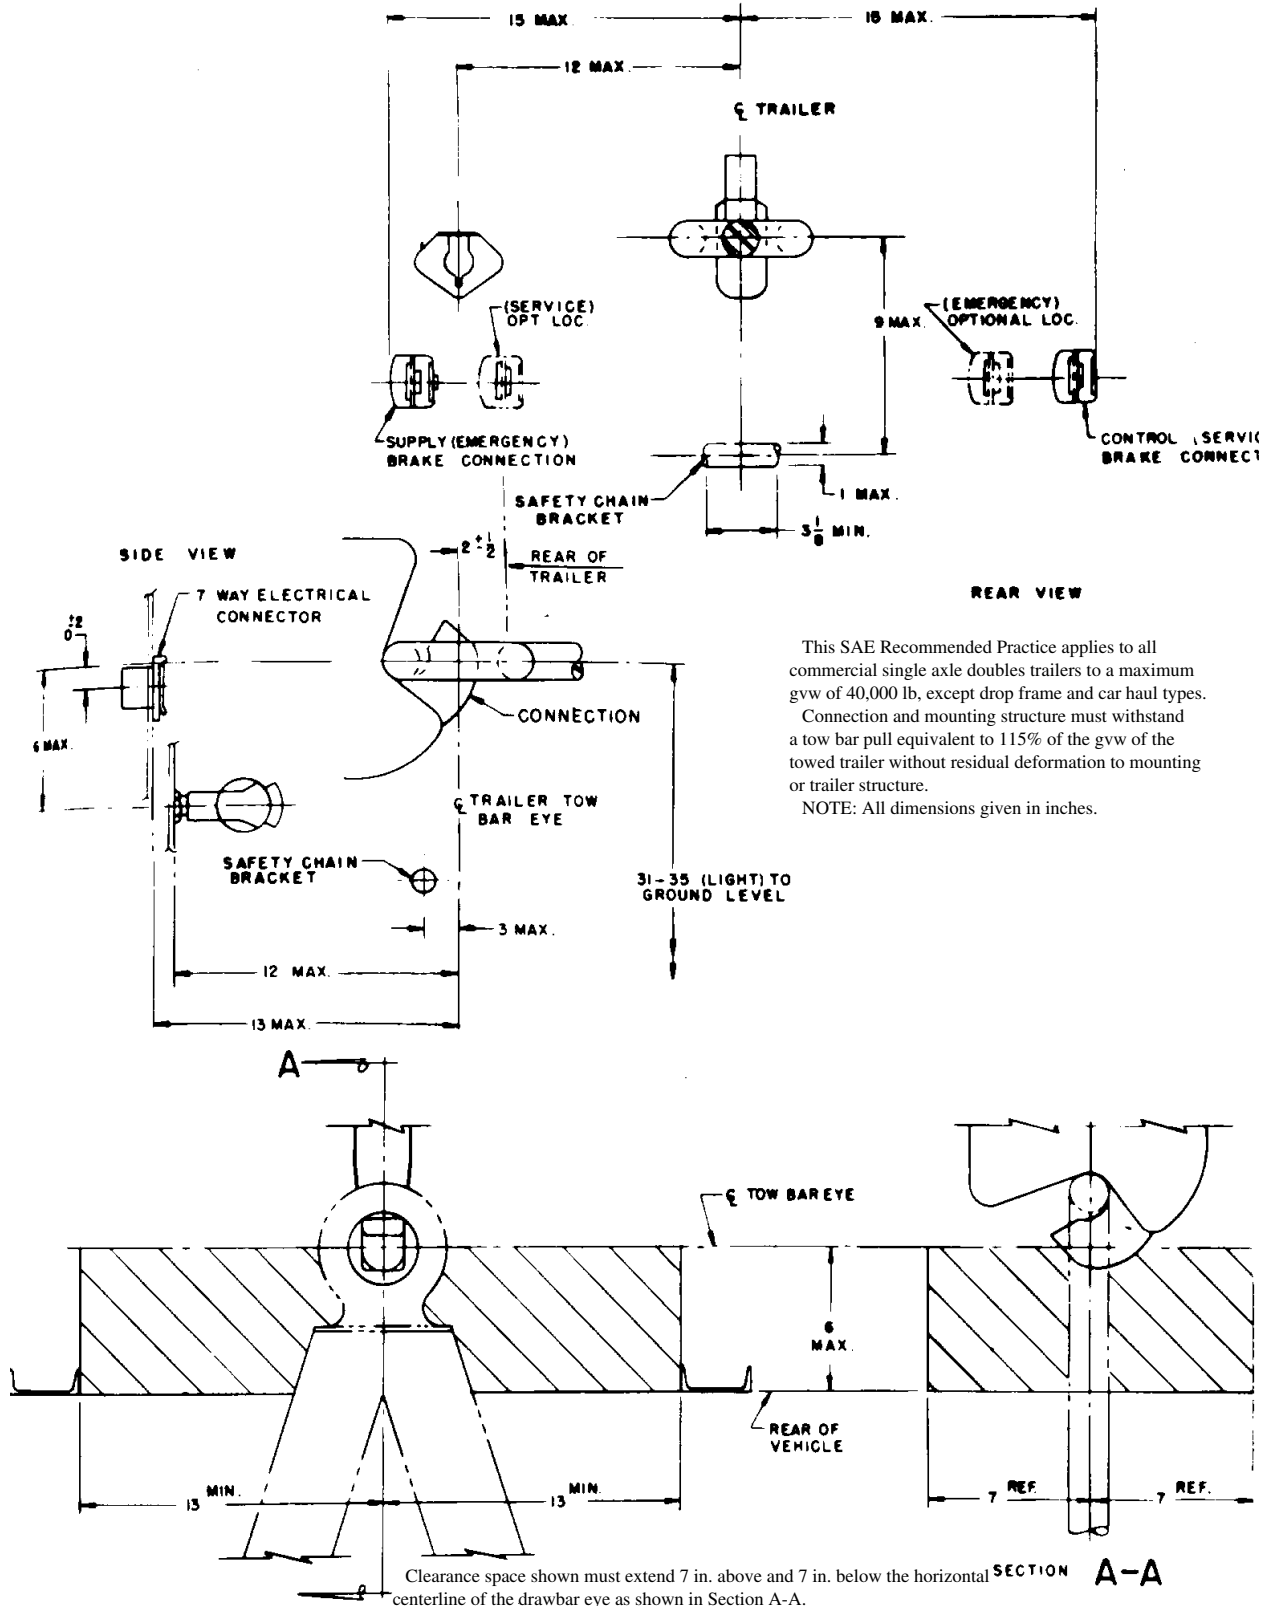 15 MAX
15 MAX.
12 MAX.
℄ TRAILER
(SERVICE)
OPT LOC.
(EMERGENCY)
OPTIONAL LOC.
9 MAX.
SUPPLY (EMERGENCY)
BRAKE CONNECTION
CONTROL (SERVIC
BRAKE CONNECT
SAFETY CHAIN
BRACKET
1 MAX.
3 1/8 MIN.
SIDE VIEW
2 ± 1/2
REAR OF
TRAILER
REAR VIEW
7 WAY ELECTRICAL
CONNECTOR
±2
0
This SAE Recommended Practice applies to all
commercial single axle doubles trailers to a maximum
gvw of 40,000 lb, except drop frame and car haul types.
Connection and mounting structure must withstand
a tow bar pull equivalent to 115% of the gvw of the
towed trailer without residual deformation to mounting
or trailer structure.
NOTE: All dimensions given in inches.
CONNECTION
6 MAX.
℄ TRAILER TOW
BAR EYE
SAFETY CHAIN
BRACKET
31-35 (LIGHT) TO
GROUND LEVEL
3 MAX.
12 MAX.
13 MAX.
A
℄ TOW BAR EYE
6
MAX.
REAR OF
VEHICLE
13 MIN.
13 MIN.
7 REF.
7 REF.
SECTION A-A
Clearance space shown must extend 7 in. above and 7 in. below the horizontal
centerline of the drawbar eye as shown in Section A-A.